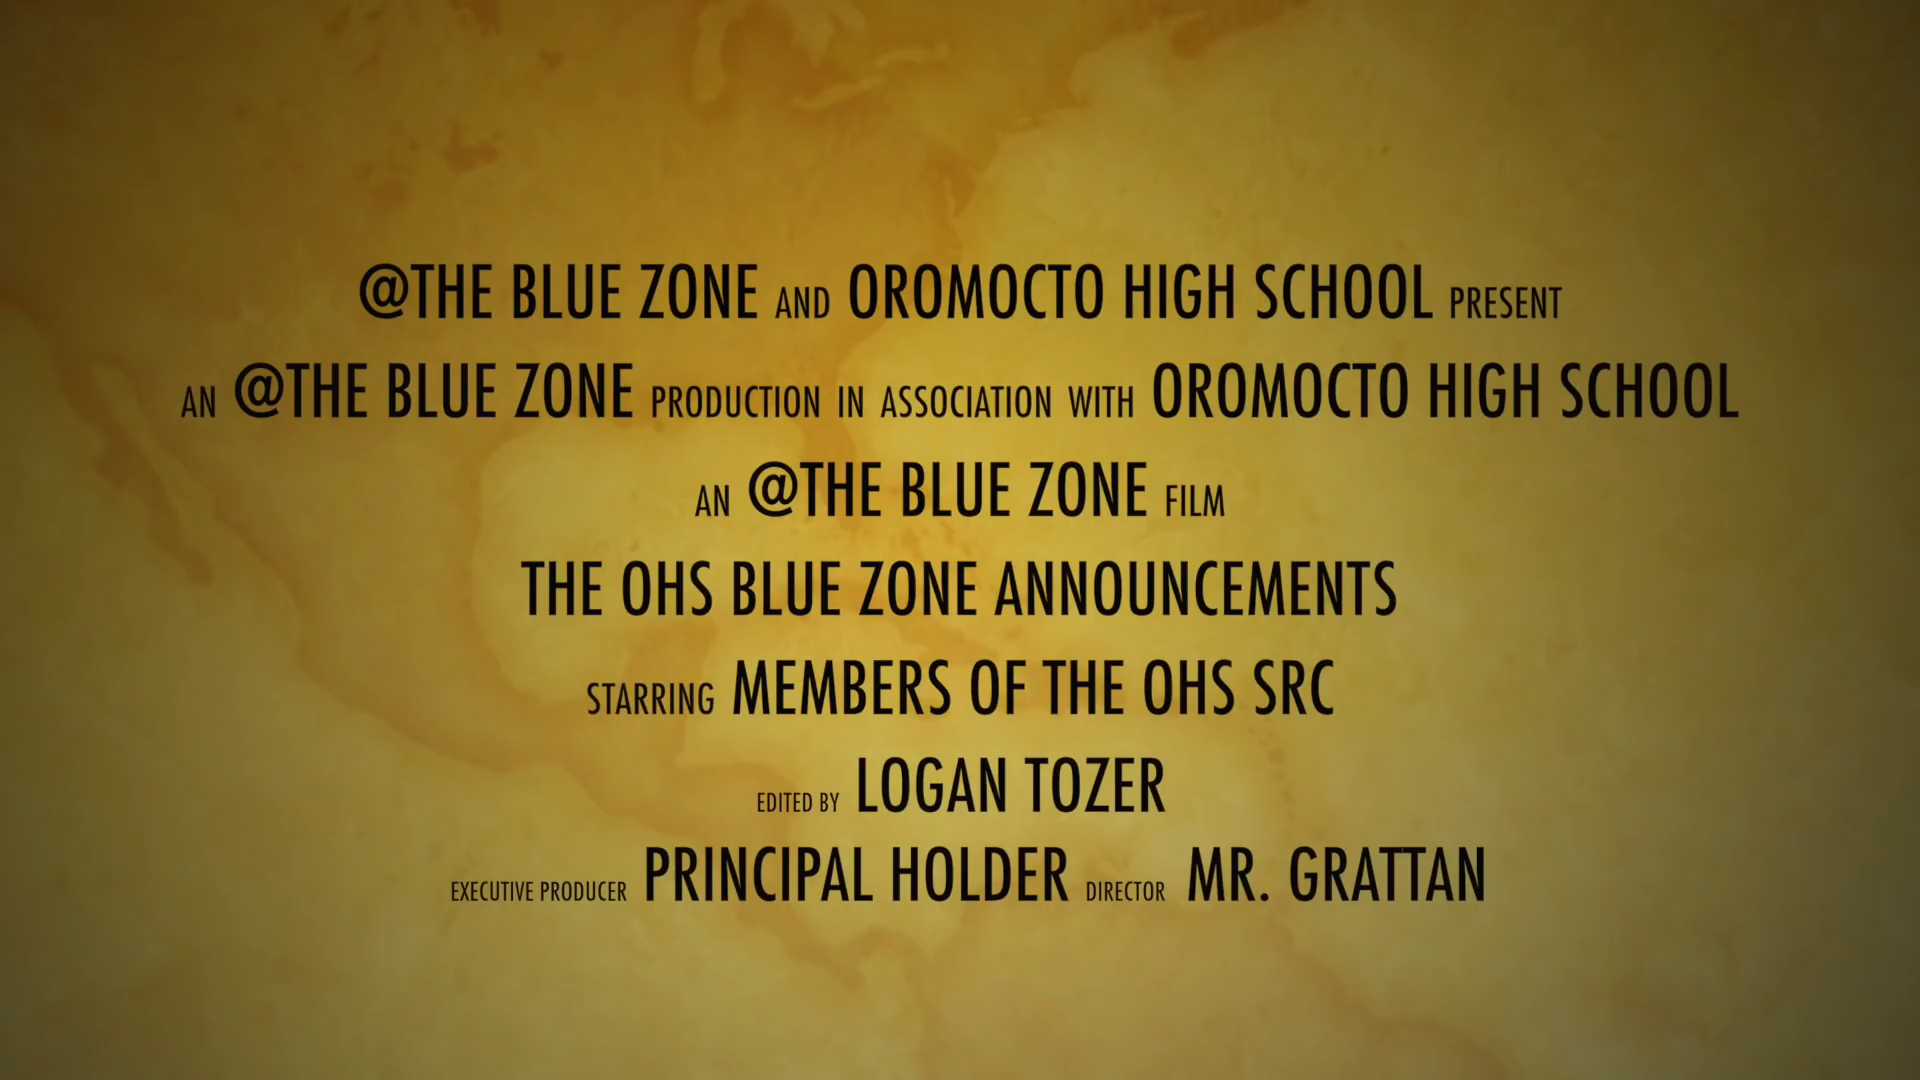 @THE BLUE ZONE AND OROMOCTO HIGH SCHOOL PRESENT
AN @THE BLUE ZONE PRODUCTION IN ASSOCIATION WITH OROMOCTO HIGH SCHOOL
AN @THE BLUE ZONE FILM
THE OHS BLUE ZONE ANNOUNCEMENTS
STARRING MEMBERS OF THE OHS SRC
EDITED BY LOGAN TOZER
EXECUTIVE PRODUCER PRINCIPAL HOLDER DIRECTOR MR. GRATTAN